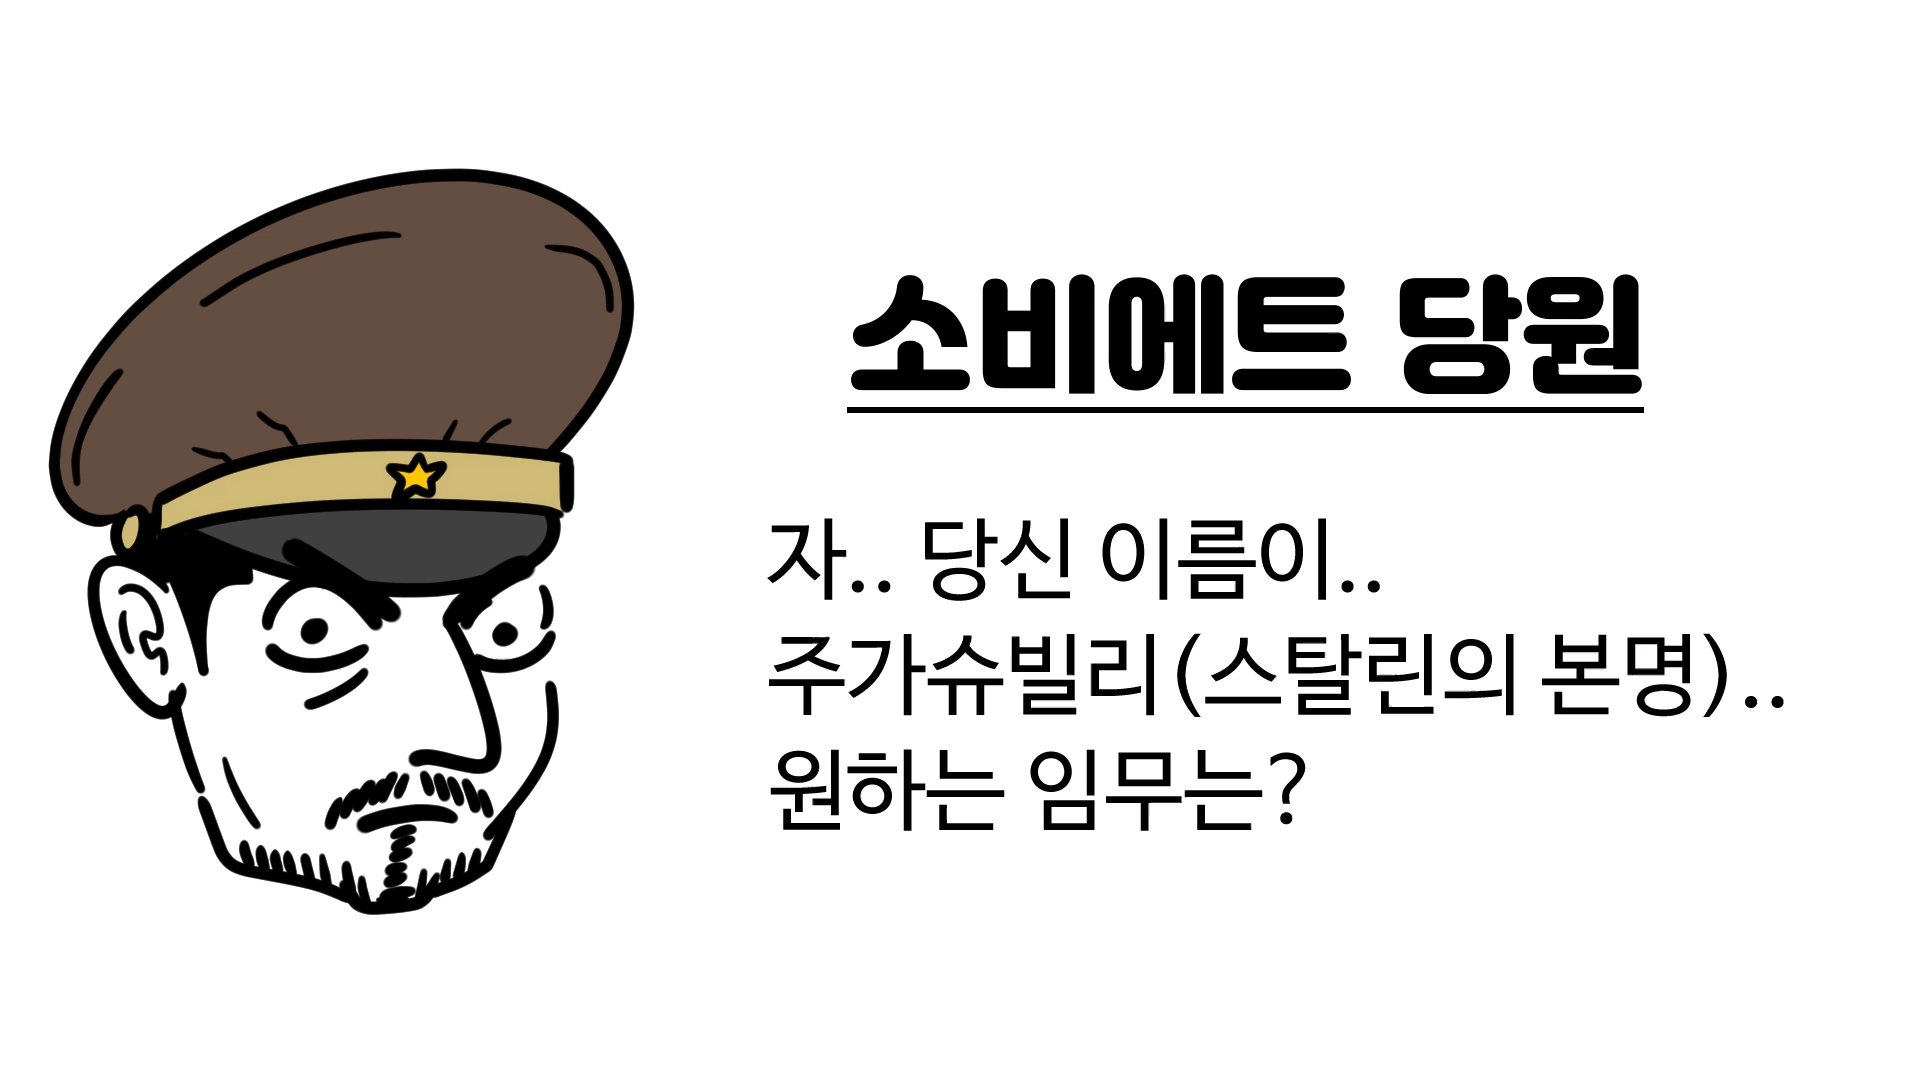 소비에트 당원
자.. 당신 이름이..
주가슈빌리(스탈린의 본명)..
원하는 임무는?